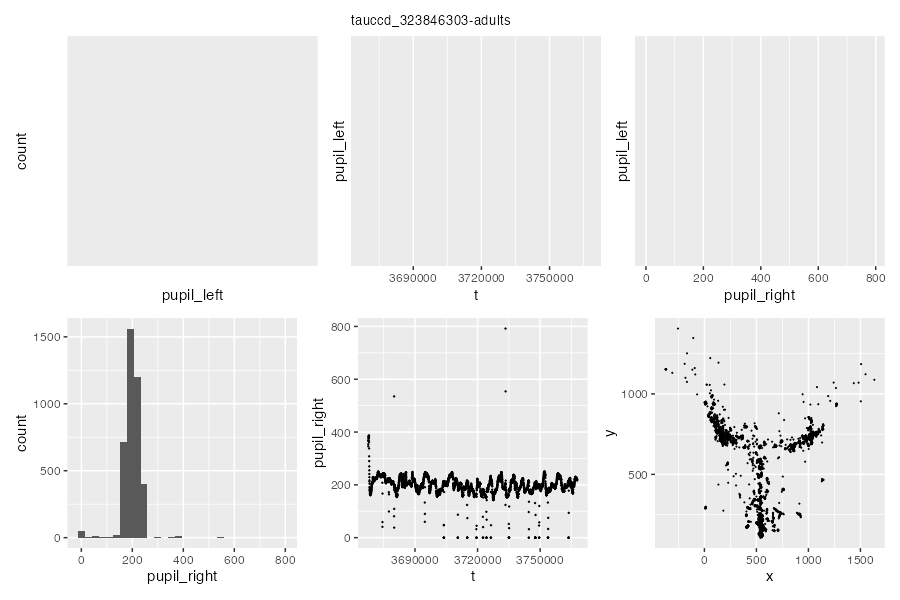 tauccd_323846303-adults
count
pupil_left
pupil_left
3690000 3720000 3750000
t
pupil_left
0 200 400 600 800
pupil_right
count
1500
1000
500
0
0 200 400 600 800
pupil_right
pupil_right
800
600
400
200
0
3690000 3720000 3750000
t
y
1000
500
0 500 1000 1500
x